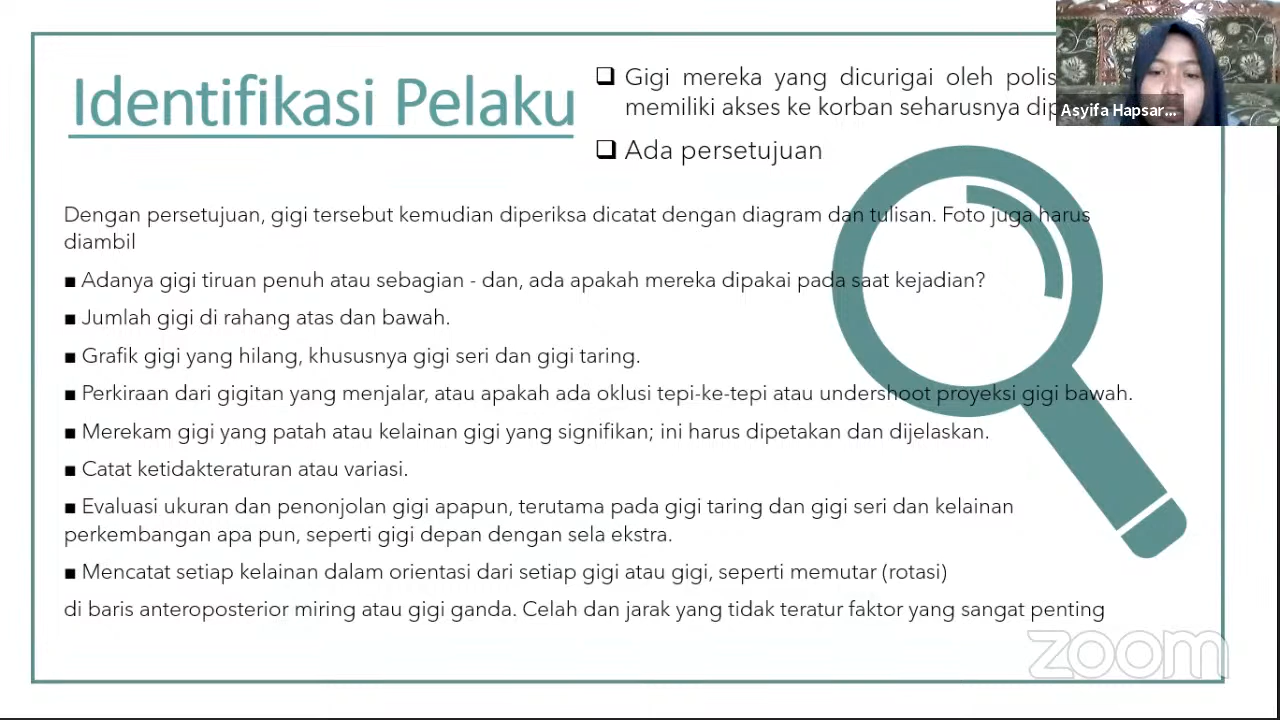 Identifikasi Pelaku
❑ Gigi mereka yang dicurigai oleh
memiliki akses ke korban seharusnya
❑ Ada persetujuan
Asyifa Hapsar...
Dengan persetujuan, gigi tersebut kemudian diperiksa dicatat dengan diagram dan tulisan. Foto juga harus
diambil
■ Adanya gigi tiruan penuh atau sebagian - dan, ada apakah mereka dipakai pada saat kejadian?
■ Jumlah gigi di rahang atas dan bawah.
■ Grafik gigi yang hilang, khususnya gigi seri dan gigi taring.
■ Perkiraan dari gigitan yang menjalar, atau apakah ada oklusi tepi-ke-tepi atau undershoot proyeksi gigi bawah.
■ Merekam gigi yang patah atau kelainan gigi yang signifikan; ini harus dipetakan dan dijelaskan.
■ Catat ketidakteraturan atau variasi.
■ Evaluasi ukuran dan penonjolan gigi apapun, terutama pada gigi taring dan gigi seri dan kelainan
perkembangan apa pun, seperti gigi depan dengan sela ekstra.
■ Mencatat setiap kelainan dalam orientasi dari setiap gigi atau gigi, seperti memutar (rotasi)
di baris anteroposterior miring atau gigi ganda. Celah dan jarak yang tidak teratur faktor yang sangat penting
zoom